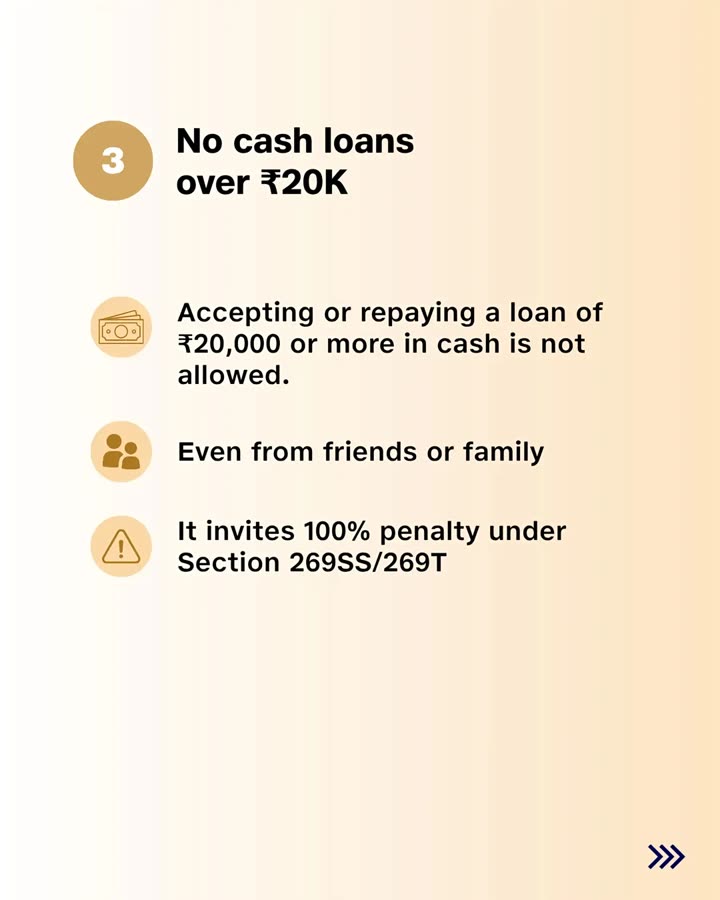 3
No cash loans
over ₹20K
Accepting or repaying a loan of
₹20,000 or more in cash is not
allowed.
Even from friends or family
It invites 100% penalty under
Section 269SS/269T